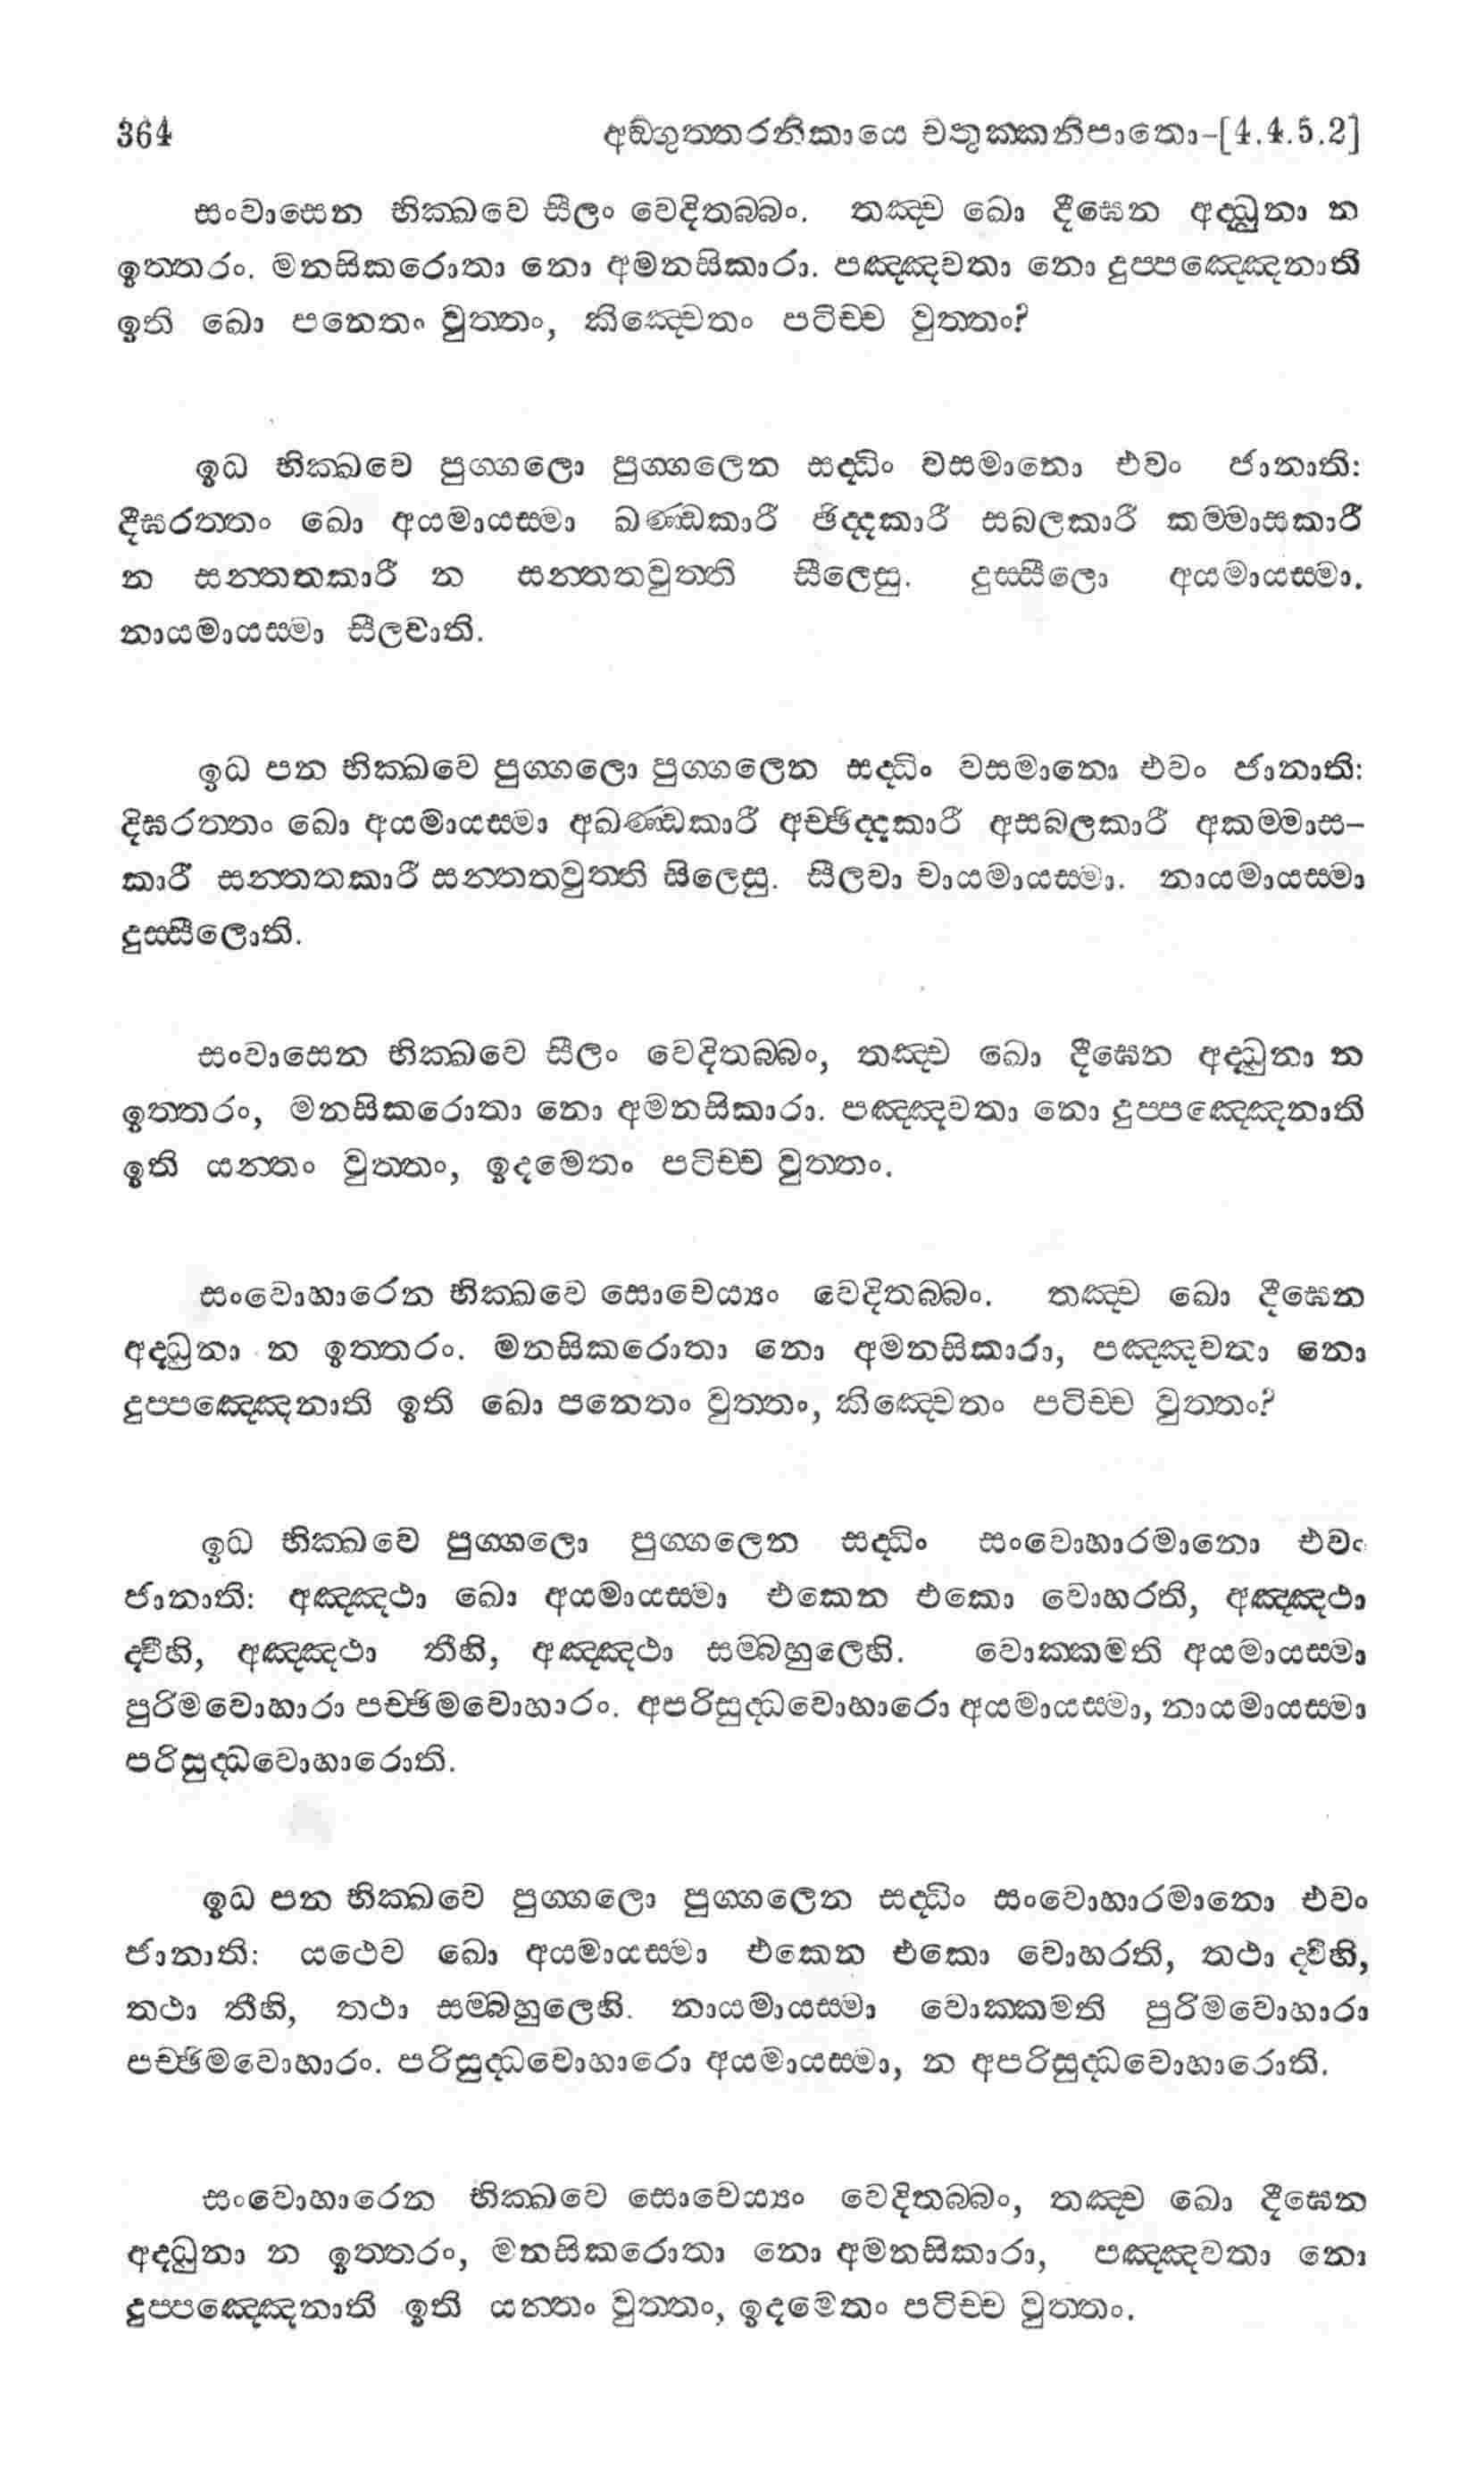 364 අඞ්ගුත්තරනිකායෙ චතුක්කනිපාතො-[4.4.5.2]
සංවාසෙන භික්ඛවෙ සීලං වෙදිතබ්බං. තඤ්ච ඛො දීඝෙන අද්ධුනා න
ඉත්තරං. මනසිකරොතා නො අමනසිකාරා. පඤ්ඤවතා නො දුප්පඤ්ඤෙනාති
ඉති ඛො පනෙතං වුත්තං, කිඤ්චෙතං පටිච්ච වුත්තං?
ඉධ භික්ඛවෙ පුග්ගලො පුග්ගලෙන සද්ධිං වසමානො එවං ජානාති:
දීඝරත්තං ඛො අයමායස්මා ඛණ්ඩකාරී ඡිද්දකාරී සබලකාරී කම්මාසකාරී
න සන්තතකාරී න සන්තතවුත්ති සීලෙසු. දුස්සීලො අයමායස්මා.
නායමායස්මා සීලවාති.
ඉධ පන භික්ඛවෙ පුග්ගලො පුග්ගලෙන සද්ධිං වසමානො එවං ජානාති:
දිඝරත්තං ඛො අයමායස්මා අඛණ්ඩකාරී අච්ඡිද්දකාරී අසබලකාරී අකම්මාස-
කාරී සන්තතකාරී සන්තතවුත්ති සිලෙසු. සීලවා චායමායස්මා. නායමායස්මා
දුස්සීලොති.
සංවාසෙන භික්ඛවෙ සීලං වෙදිතබ්බං, තඤ්ච ඛො දීඝෙන අද්ධුනා න
ඉත්තරං, මනසිකරොතා නො අමනසිකාරා. පඤ්ඤවතා නො දුප්පඤ්ඤෙනාති
ඉති යන්තං වුත්තං, ඉදමෙතං පටිච්ච වුත්තං.
සංවොහාරෙන භික්ඛවෙ සොචෙය්‍යං වෙදිතබ්බං. තඤ්ච ඛො දීඝෙන
අද්ධුනා න ඉත්තරං. මනසිකරොතා නො අමනසිකාරා, පඤ්ඤවතා නො
දුප්පඤ්ඤෙනාති ඉති ඛො පනෙතං වුත්තං, කිඤ්චෙතං පටිච්ච වුත්තං?
ඉධ භික්ඛවෙ පුග්ගලො පුග්ගලෙන සද්ධිං සංවොහාරමානො එවං
ජානාති: අඤ්ඤථා ඛො අයමායස්මා එකෙන එකො වොහරති, අඤ්ඤථා
ද්වීහි, අඤ්ඤථා තීහි, අඤ්ඤථා සම්බහුලෙහි. වොක්කමති අයමායස්මා
පුරිමවොහාරා පච්ඡිමවොහාරං. අපරිසුද්ධවොහාරො අයමායස්මා, නායමායස්මා
පරිසුද්ධවොහාරොති.
ඉධ පන භික්ඛවෙ පුග්ගලො පුග්ගලෙන සද්ධිං සංවොහාරමානො එවං
ජානාති: යථෙව ඛො අයමායස්මා එකෙන එකො වොහරති, තථා ද්වීහි,
තථා තීහි, තථා සම්බහුලෙහි. නායමායස්මා වොක්කමති පුරිමවොහාරා
පච්ඡිමවොහාරං. පරිසුද්ධවොහාරො අයමායස්මා, න අපරිසුද්ධවොහාරොති.
සංවොහාරෙන භික්ඛවෙ සොචෙය්‍යං වෙදිතබ්බං, තඤ්ච ඛො දීඝෙන
අද්ධුනා න ඉත්තරං, මනසිකරොතා නො අමනසිකාරා, පඤ්ඤවතා නො
දුප්පඤ්ඤෙනාති ඉති යන්තං වුත්තං, ඉදමෙතං පටිච්ච වුත්තං.